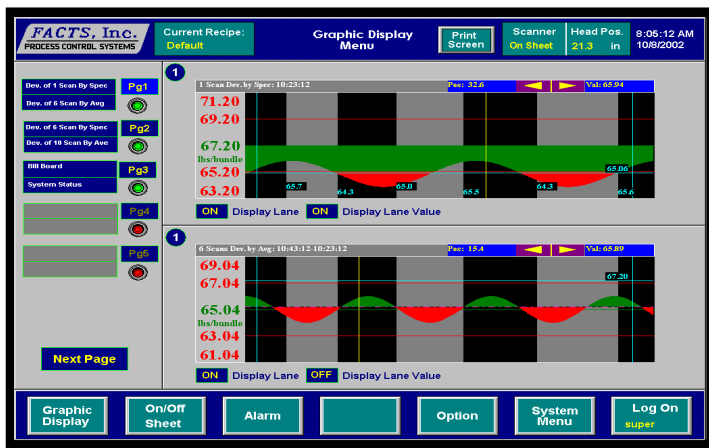 FACTS, Inc.
PROCESS CONTROL SYSTEMS
Current Recipe:
Default
Graphic Display
Menu
Print
Screen
Scanner
On Sheet
Head Pos.
21.3 in
8:05:12 AM
10/8/2002
Dev. of 1 Scan By Spec
Dev. of 6 Scan By Avg
Pg1
Dev. of 6 Scan By Spec
Dev. of 10 Scan By Ave
Pg2
Bill Board
System Status
Pg3
Pg4
Pg5
Next Page
1
1 Scan Dev. by Spec: 10:23:12
Pos: 32.6
Val: 65.94
71.20
69.20
67.20
lbs/bundle
65.20
63.20
65.7
64.3
65.0
65.5
64.3
65.06
65.6
ON Display Lane ON Display Lane Value
1
6 Scans Dev. by Avg: 10:43:12-10:23:12
Pos: 15.4
Val: 65.89
69.04
67.04
65.04
lbs/bundle
63.04
61.04
67.20
ON Display Lane OFF Display Lane Value
Graphic
Display
On/Off
Sheet
Alarm
Option
System
Menu
Log On
super